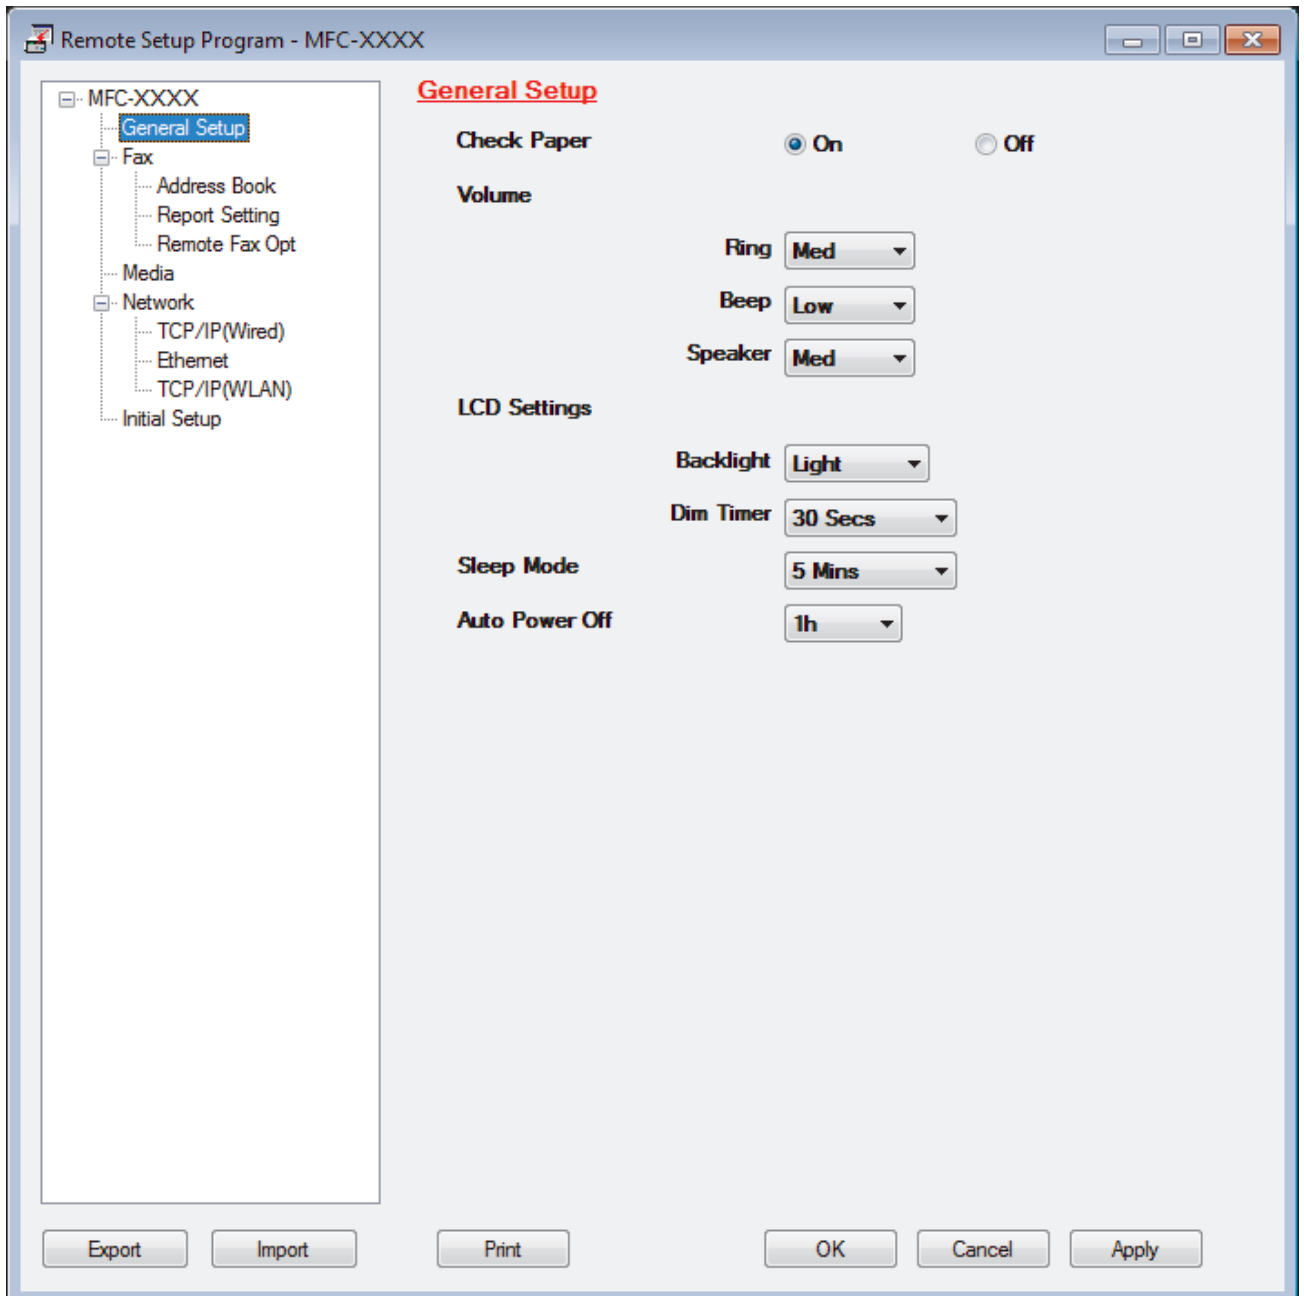 Remote Setup Program - MFC-XXXX
MFC-XXXX
General Setup
Fax
Address Book
Report Setting
Remote Fax Opt
Media
Network
TCP/IP(Wired)
Ethernet
TCP/IP(WLAN)
Initial Setup
General Setup
Check Paper On Off
Volume
Ring Med
Beep Low
Speaker Med
LCD Settings
Backlight Light
Dim Timer 30 Secs
Sleep Mode 5 Mins
Auto Power Off 1h
Export Import Print OK Cancel Apply